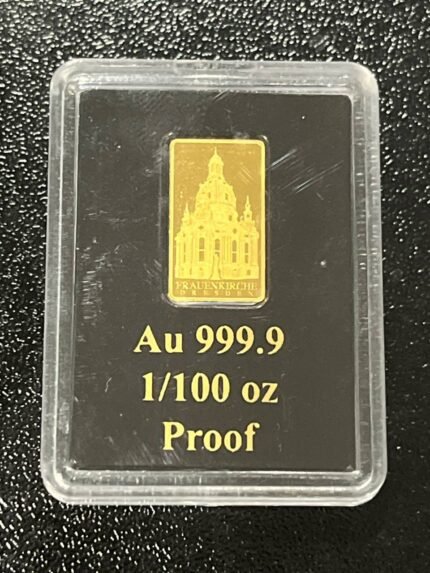 FRAUENKIRCHE
DRESDEN
Au 999.9
1/100 oz
Proof